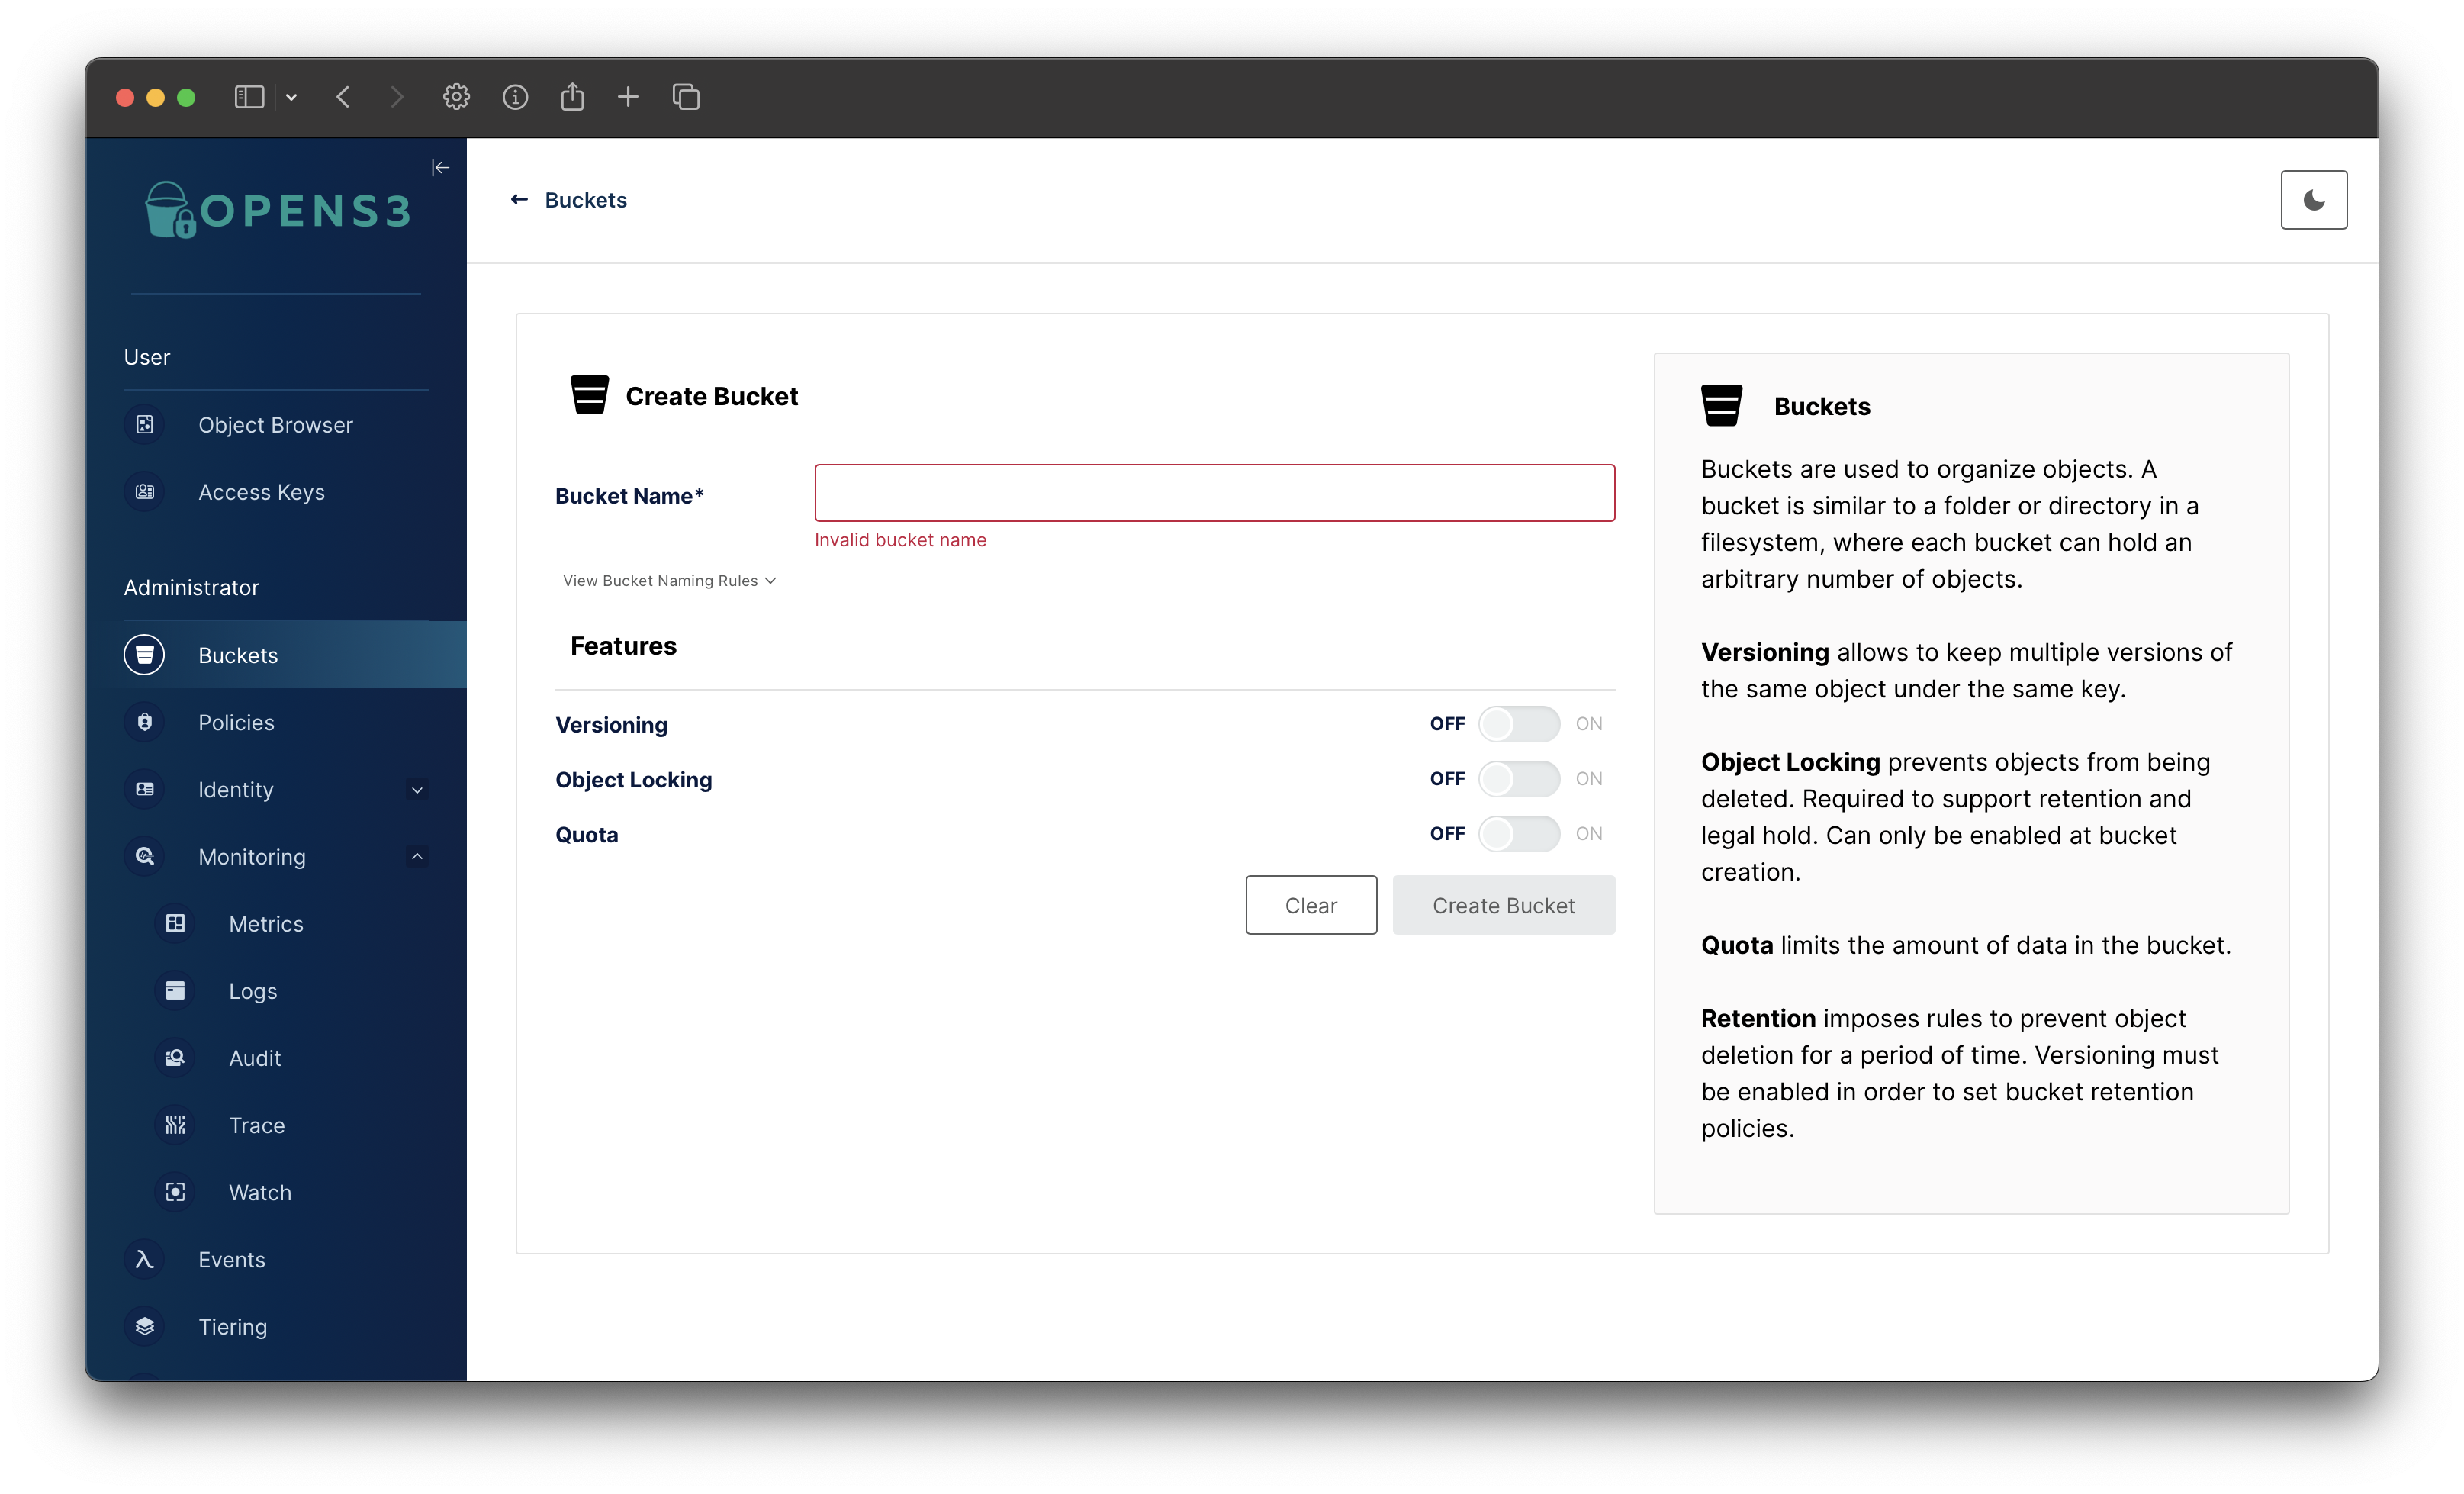 OPENS3
User
Object Browser
Access Keys
Administrator
Buckets
Policies
Identity
Monitoring
Metrics
Logs
Audit
Trace
Watch
Events
Tiering
Buckets
Create Bucket
Bucket Name*
Invalid bucket name
View Bucket Naming Rules
Features
Versioning OFF ON
Object Locking OFF ON
Quota OFF ON
Clear Create Bucket
Buckets
Buckets are used to organize objects. A
bucket is similar to a folder or directory in a
filesystem, where each bucket can hold an
arbitrary number of objects.
Versioning allows to keep multiple versions of
the same object under the same key.
Object Locking prevents objects from being
deleted. Required to support retention and
legal hold. Can only be enabled at bucket
creation.
Quota limits the amount of data in the bucket.
Retention imposes rules to prevent object
deletion for a period of time. Versioning must
be enabled in order to set bucket retention
policies.